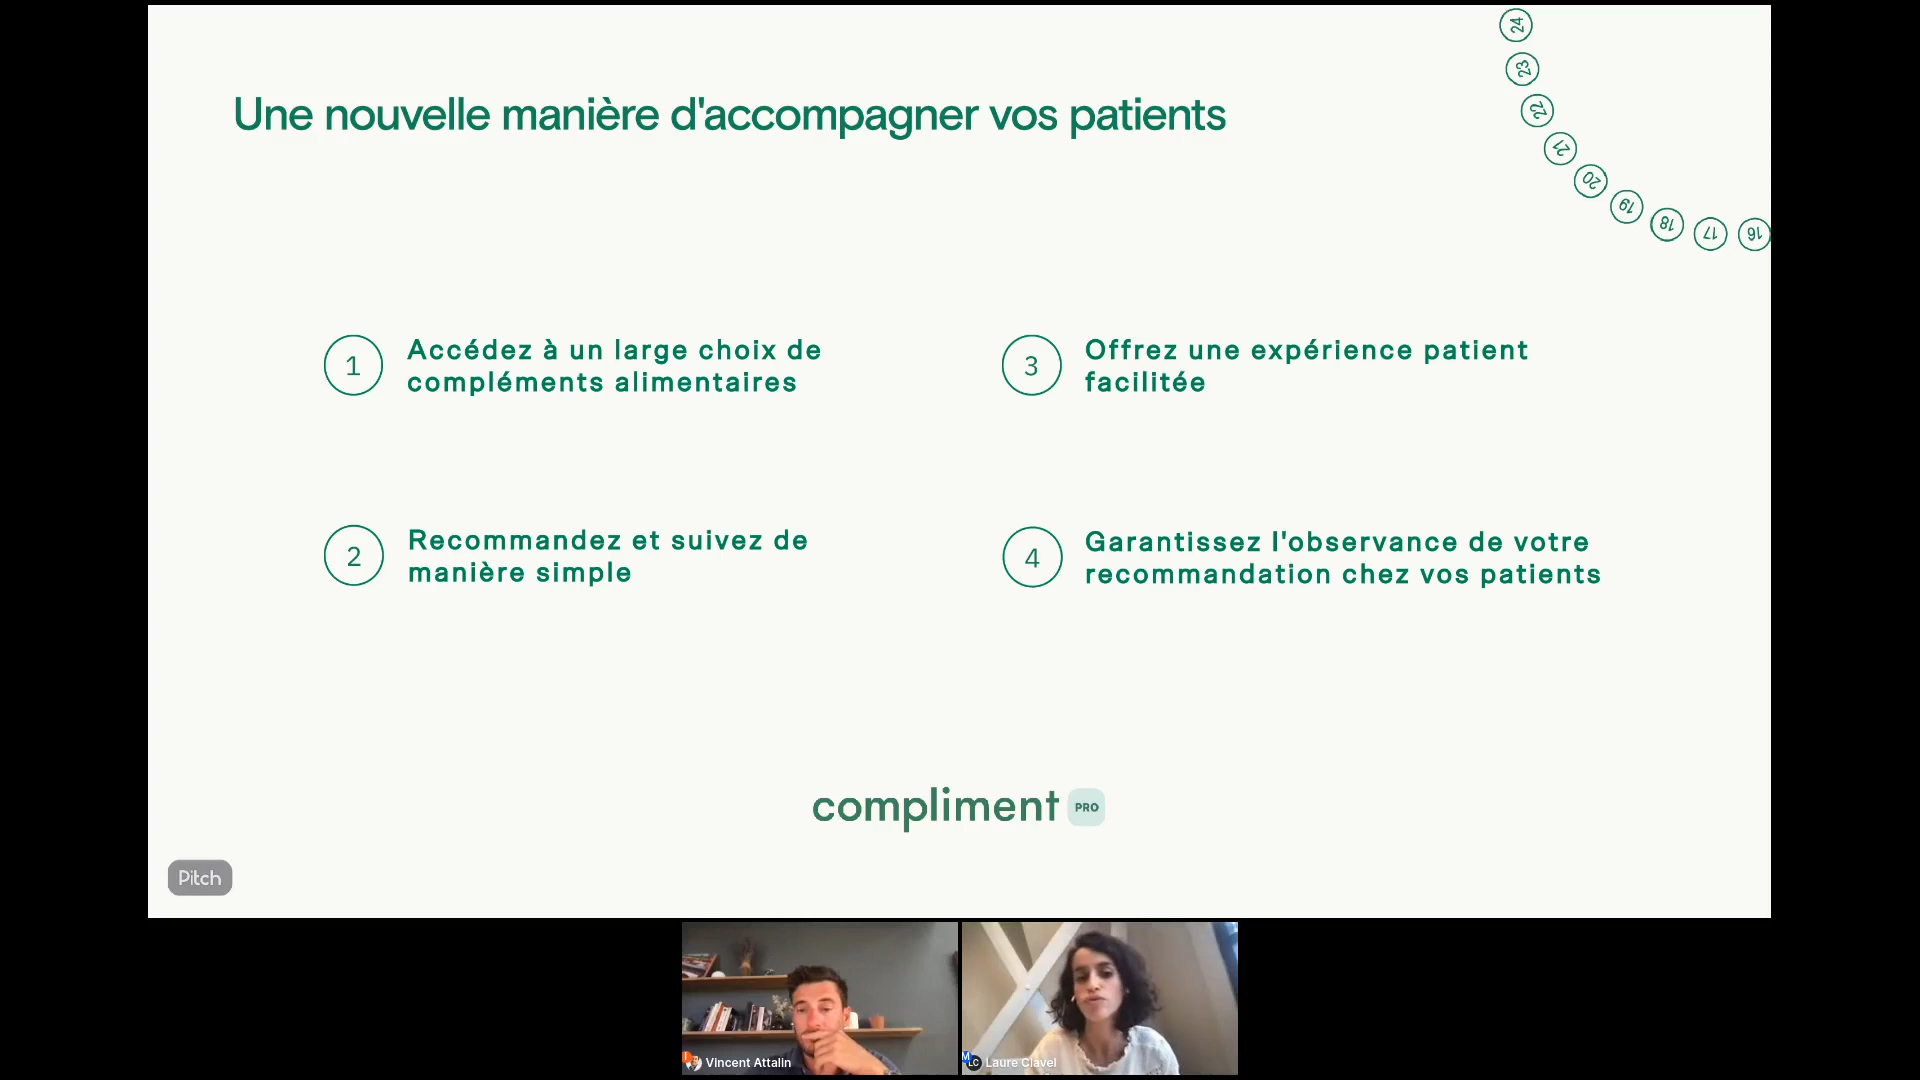 Une nouvelle manière d'accompagner vos patients
24
23
22
21
20
19
18
17
16
1
Accédez à un large choix de
compléments alimentaires
2
Recommandez et suivez de
manière simple
3
Offrez une expérience patient
facilitée
4
Garantissez l'observance de votre
recommandation chez vos patients
compliment PRO
Pitch
Vincent Attalin
M
LC
Laure Clavel